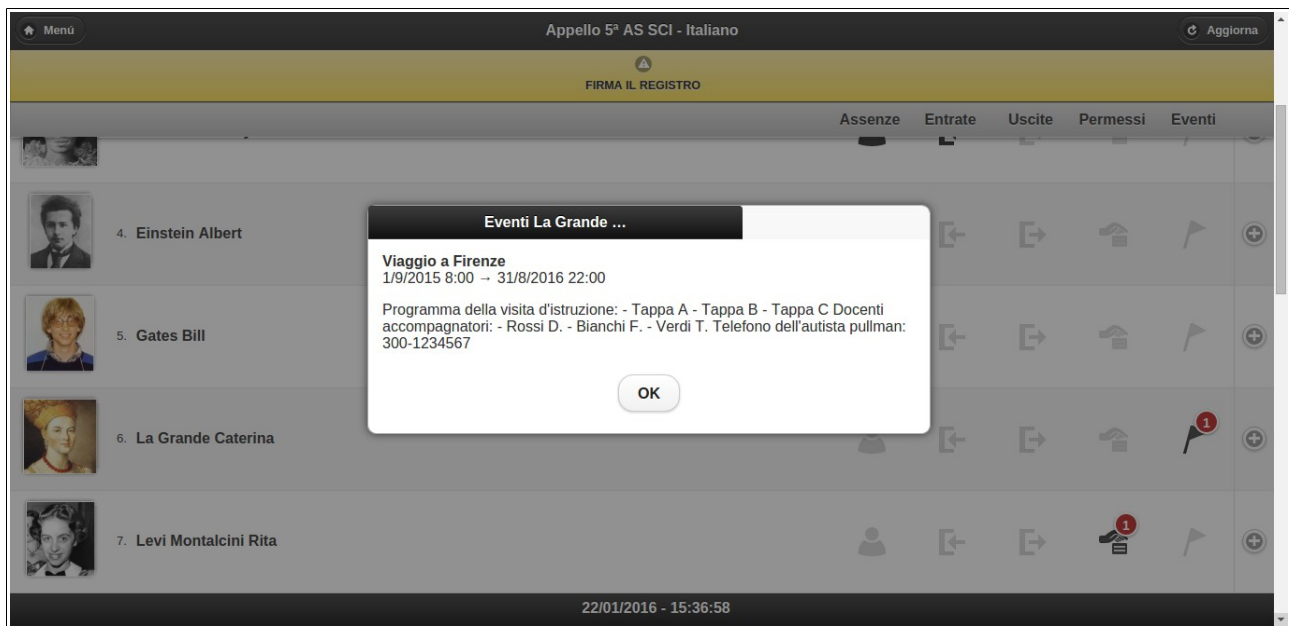 Menú
Appello 5ª AS SCI - Italiano
Aggiorna
FIRMA IL REGISTRO
Assenze Entrate Uscite Permessi Eventi
4. Einstein Albert
Eventi La Grande …
Viaggio a Firenze
1/9/2015 8:00 → 31/8/2016 22:00
Programma della visita d'istruzione: - Tappa A - Tappa B - Tappa C Docenti
accompagnatori: - Rossi D. - Bianchi F. - Verdi T. Telefono dell'autista pullman:
300-1234567
OK
5. Gates Bill
6. La Grande Caterina
1
7. Levi Montalcini Rita
1
22/01/2016 - 15:36:58